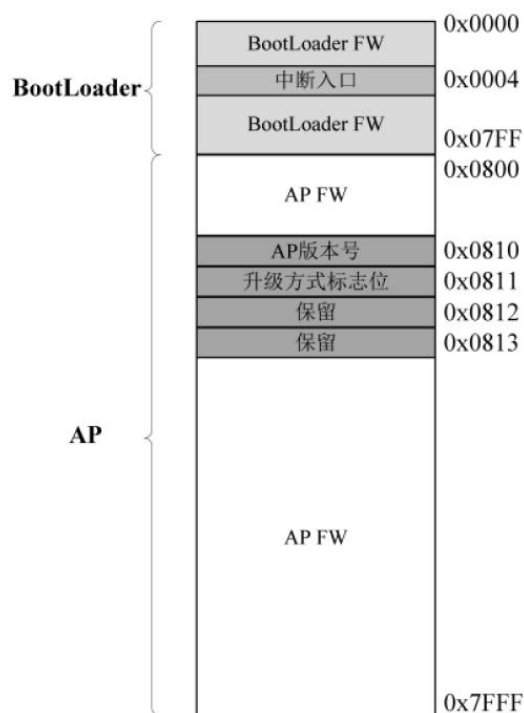 0x0000
BootLoader FW
中断入口
0x0004
BootLoader
BootLoader FW
0x07FF
0x0800
AP FW
AP版本号
0x0810
升级方式标志位
0x0811
保留
0x0812
保留
0x0813
AP
AP FW
0x7FFF